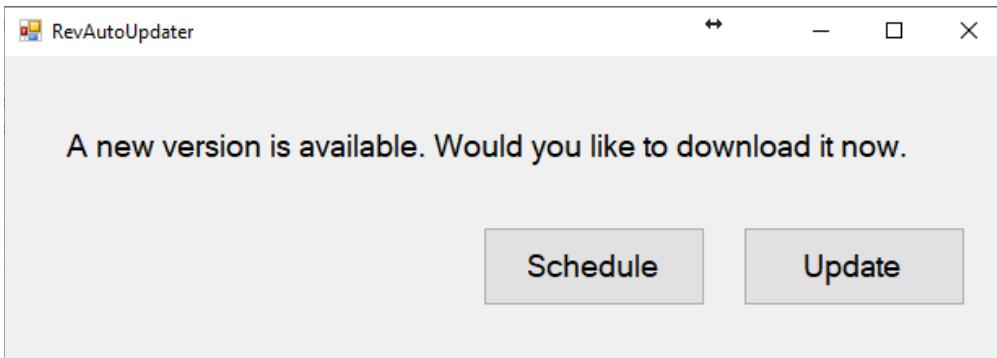 RevAutoUpdater
A new version is available. Would you like to download it now.
Schedule Update